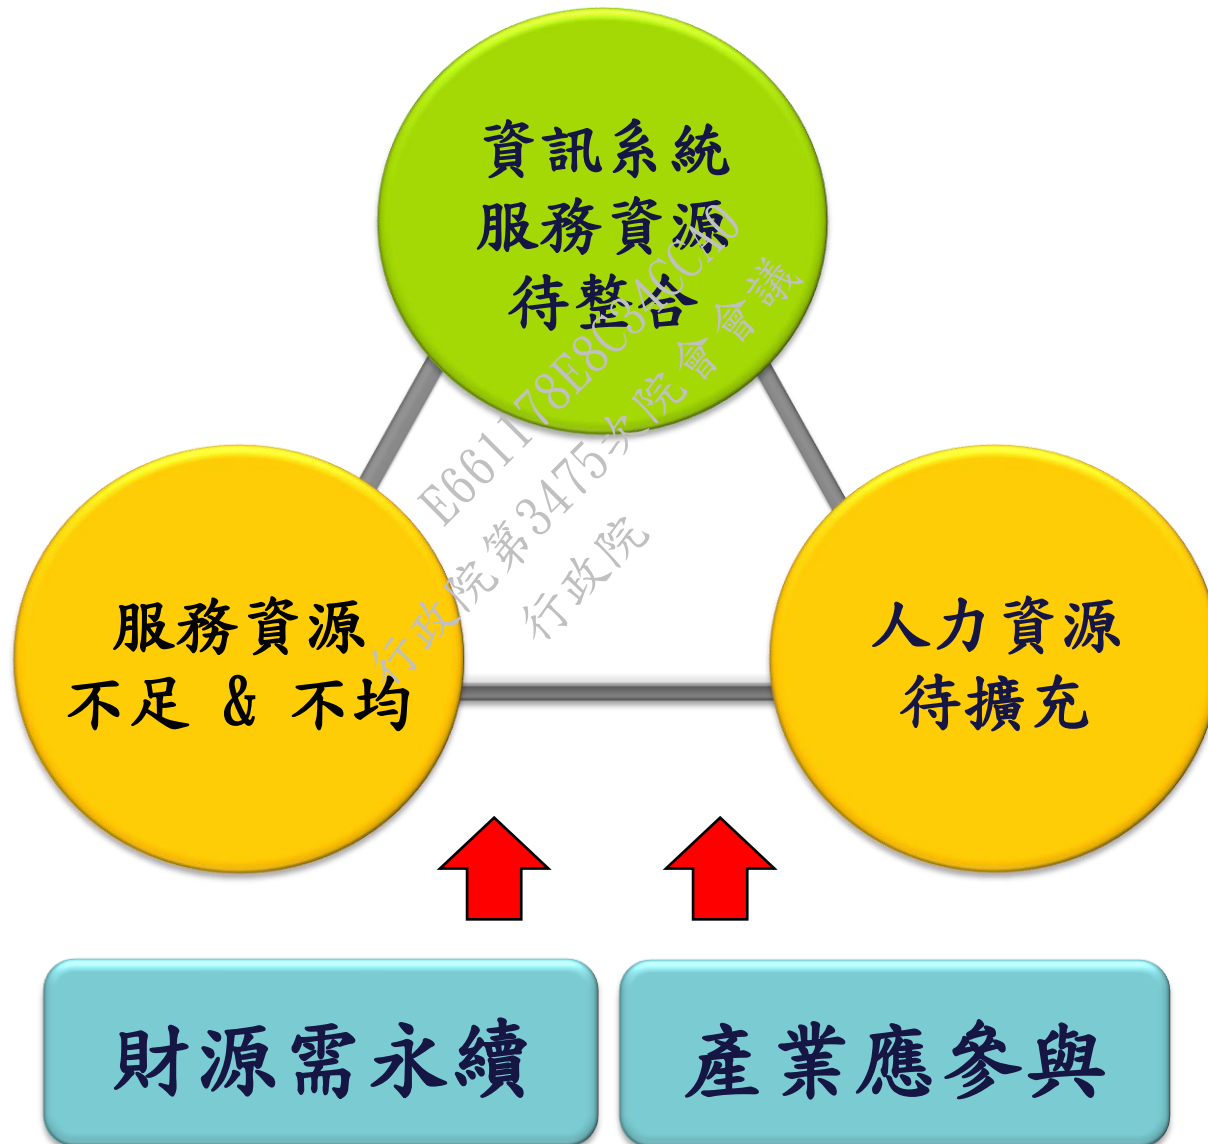 資訊系統
服務資源
待整合
服務資源
不足 & 不均
人力資源
待擴充
財源需永續
產業應參與
行政院第3475次院會會議
行政院